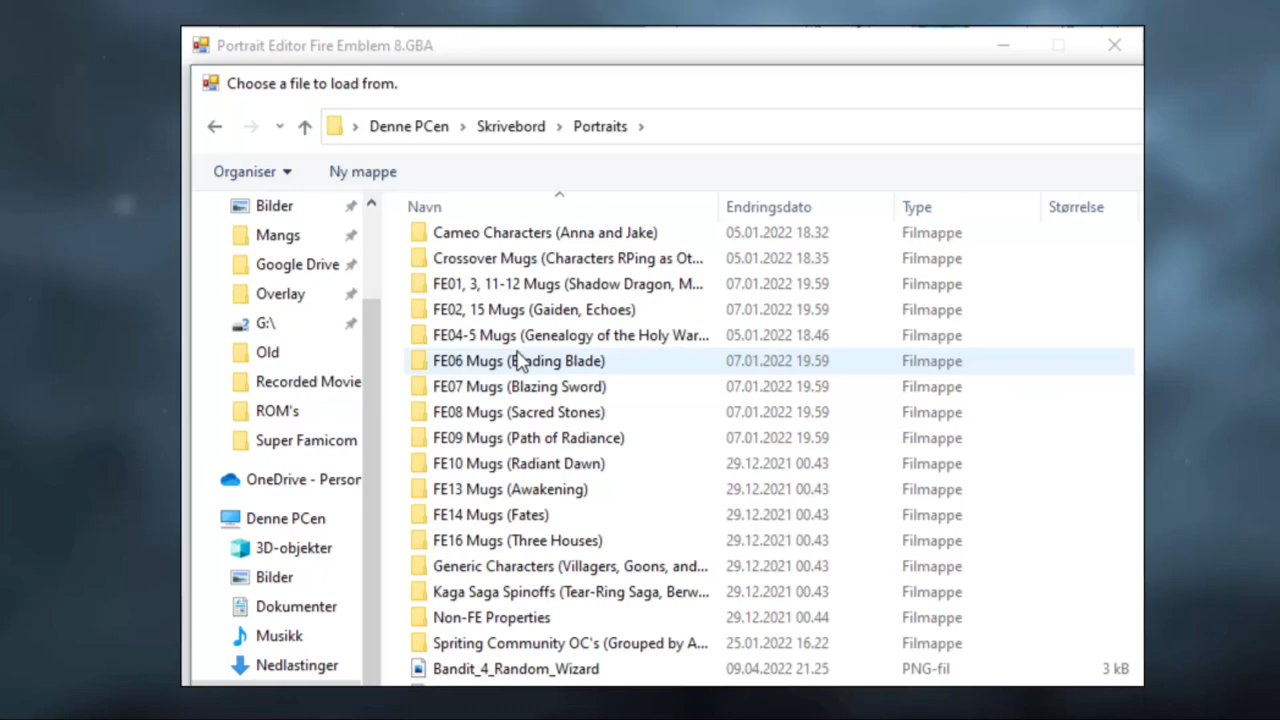 Portrait Editor Fire Emblem 8.GBA
Choose a file to load from.
Denne PCen > Skrivebord > Portraits >
Organiser Ny mappe
Navn Endringsdato Type Størrelse
Bilder
Mangs
Google Drive
Overlay
G:\
Old
Recorded Movie
ROM's
Super Famicom
OneDrive - Person
Denne PCen
3D-objekter
Bilder
Dokumenter
Musikk
Nedlastinger
Cameo Characters (Anna and Jake) 05.01.2022 18.32 Filmappe
Crossover Mugs (Characters RPing as Ot... 05.01.2022 18.35 Filmappe
FE01, 3, 11-12 Mugs (Shadow Dragon, M... 07.01.2022 19.59 Filmappe
FE02, 15 Mugs (Gaiden, Echoes) 07.01.2022 19.59 Filmappe
FE04-5 Mugs (Genealogy of the Holy War... 05.01.2022 18.46 Filmappe
FE06 Mugs (Binding Blade) 07.01.2022 19.59 Filmappe
FE07 Mugs (Blazing Sword) 07.01.2022 19.59 Filmappe
FE08 Mugs (Sacred Stones) 07.01.2022 19.59 Filmappe
FE09 Mugs (Path of Radiance) 07.01.2022 19.59 Filmappe
FE10 Mugs (Radiant Dawn) 29.12.2021 00.43 Filmappe
FE13 Mugs (Awakening) 29.12.2021 00.43 Filmappe
FE14 Mugs (Fates) 29.12.2021 00.43 Filmappe
FE16 Mugs (Three Houses) 29.12.2021 00.43 Filmappe
Generic Characters (Villagers, Goons, and... 29.12.2021 00.43 Filmappe
Kaga Saga Spinoffs (Tear-Ring Saga, Berw... 29.12.2021 00.43 Filmappe
Non-FE Properties 29.12.2021 00.44 Filmappe
Spriting Community OC's (Grouped by A... 25.01.2022 16.22 Filmappe
Bandit_4_Random_Wizard 09.04.2022 21.25 PNG-fil 3 kB